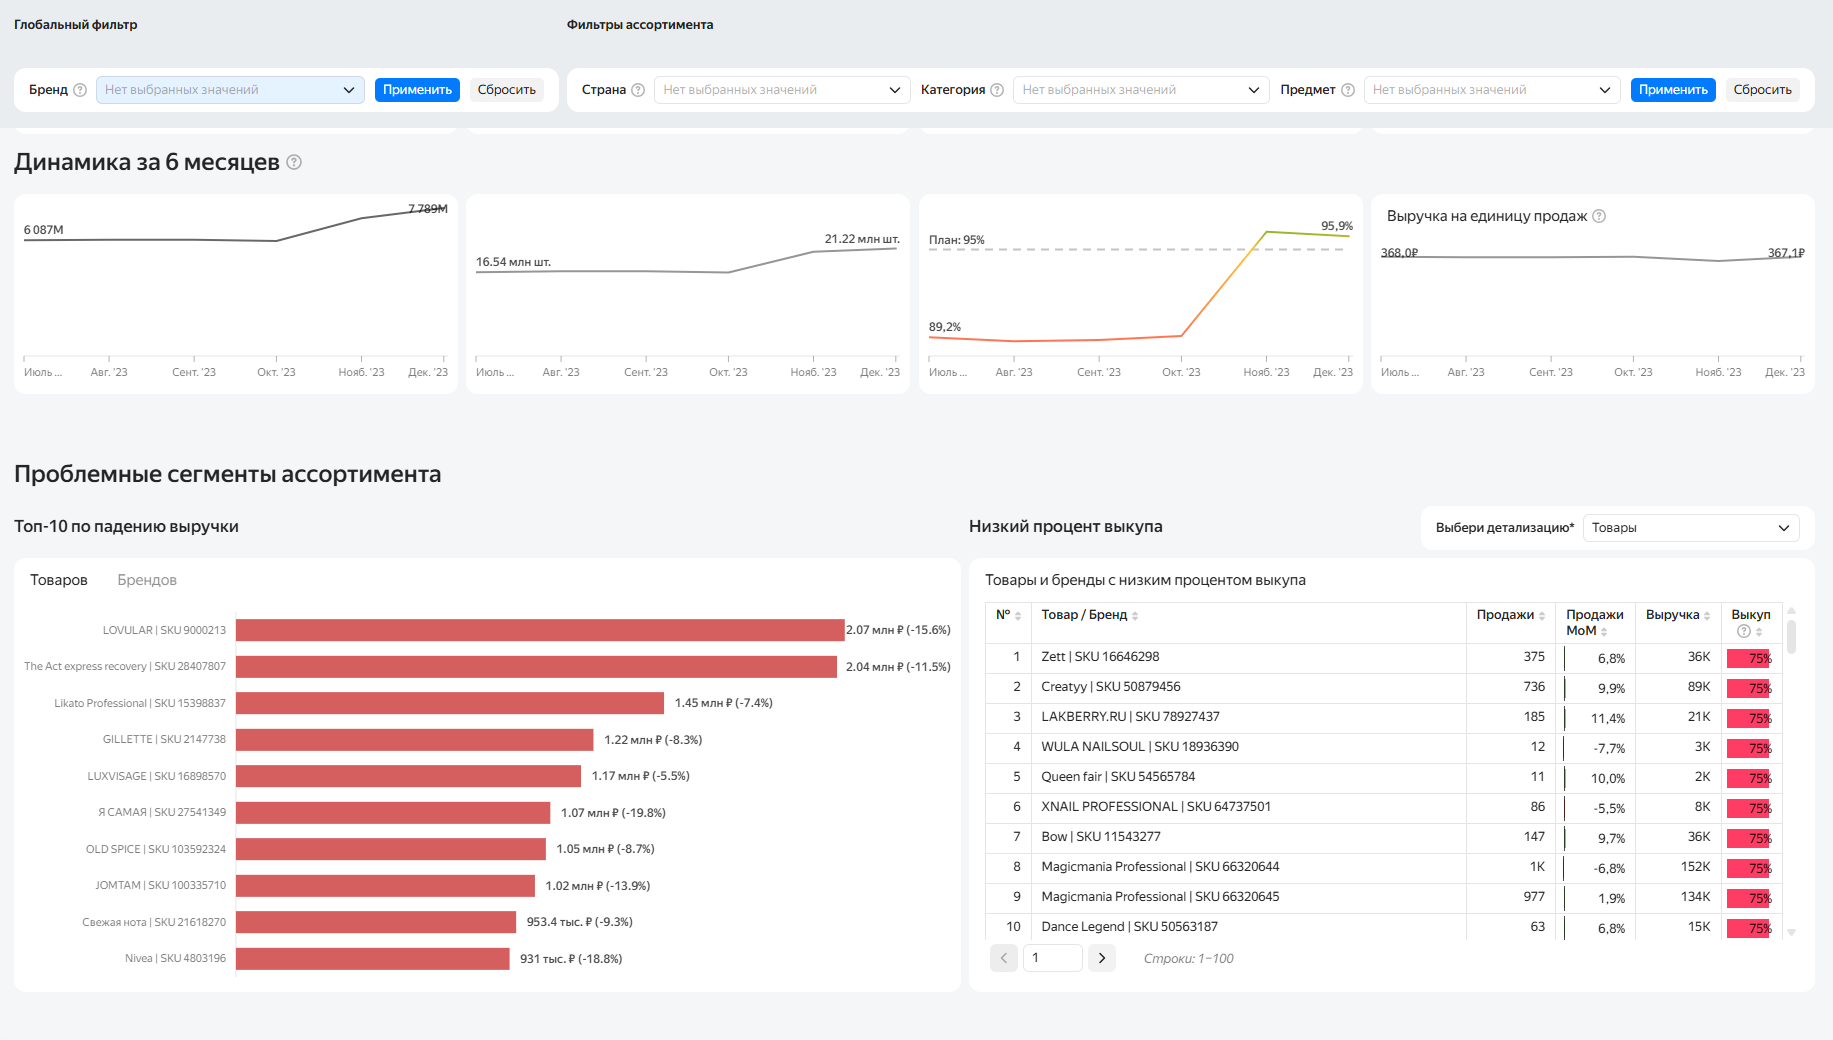 Глобальный фильтр
Фильтры ассортимента
Бренд ? Нет выбранных значений Применить Сбросить
Страна ? Нет выбранных значений Категория ? Нет выбранных значений Предмет ? Нет выбранных значений Применить Сбросить
Динамика за 6 месяцев ?
6 087M
7 789M
Июль ... Авг. '23 Сент. '23 Окт. '23 Нояб. '23 Дек. '23
16.54 млн шт.
21.22 млн шт.
Июль ... Авг. '23 Сент. '23 Окт. '23 Нояб. '23 Дек. '23
План: 95%
95,9%
89,2%
Июль ... Авг. '23 Сент. '23 Окт. '23 Нояб. '23 Дек. '23
Выручка на единицу продаж ?
368,0₽
367,1₽
Июль ... Авг. '23 Сент. '23 Окт. '23 Нояб. '23 Дек. '23
Проблемные сегменты ассортимента
Топ-10 по падению выручки
Товаров Брендов
LOVULAR | SKU 9000213 2.07 млн ₽ (-15.6%)
The Act express recovery | SKU 28407807 2.04 млн ₽ (-11.5%)
Likato Professional | SKU 15398837 1.45 млн ₽ (-7.4%)
GILLETTE | SKU 2147738 1.22 млн ₽ (-8.3%)
LUXVISAGE | SKU 16898570 1.17 млн ₽ (-5.5%)
Я САМАЯ | SKU 27541349 1.07 млн ₽ (-19.8%)
OLD SPICE | SKU 103592324 1.05 млн ₽ (-8.7%)
JOMTAM | SKU 100335710 1.02 млн ₽ (-13.9%)
Свежая нота | SKU 21618270 953.4 тыс. ₽ (-9.3%)
Nivea | SKU 4803196 931 тыс. ₽ (-18.8%)
Низкий процент выкупа
Выбери детализацию* Товары
Товары и бренды с низким процентом выкупа
№ Товар / Бренд Продажи Продажи MoM Выручка Выкуп ?
1 Zett | SKU 16646298 375 6,8% 36K 75%
2 Creatyy | SKU 50879456 736 9,9% 89K 75%
3 LAKBERRY.RU | SKU 78927437 185 11,4% 21K 75%
4 WULA NAILSOUL | SKU 18936390 12 -7,7% 3K 75%
5 Queen fair | SKU 54565784 11 10,0% 2K 75%
6 XNAIL PROFESSIONAL | SKU 64737501 86 -5,5% 8K 75%
7 Bow | SKU 11543277 147 9,7% 36K 75%
8 Magicmania Professional | SKU 66320644 1K -6,8% 152K 75%
9 Magicmania Professional | SKU 66320645 977 1,9% 134K 75%
10 Dance Legend | SKU 50563187 63 6,8% 15K 75%
1 Строки: 1–100